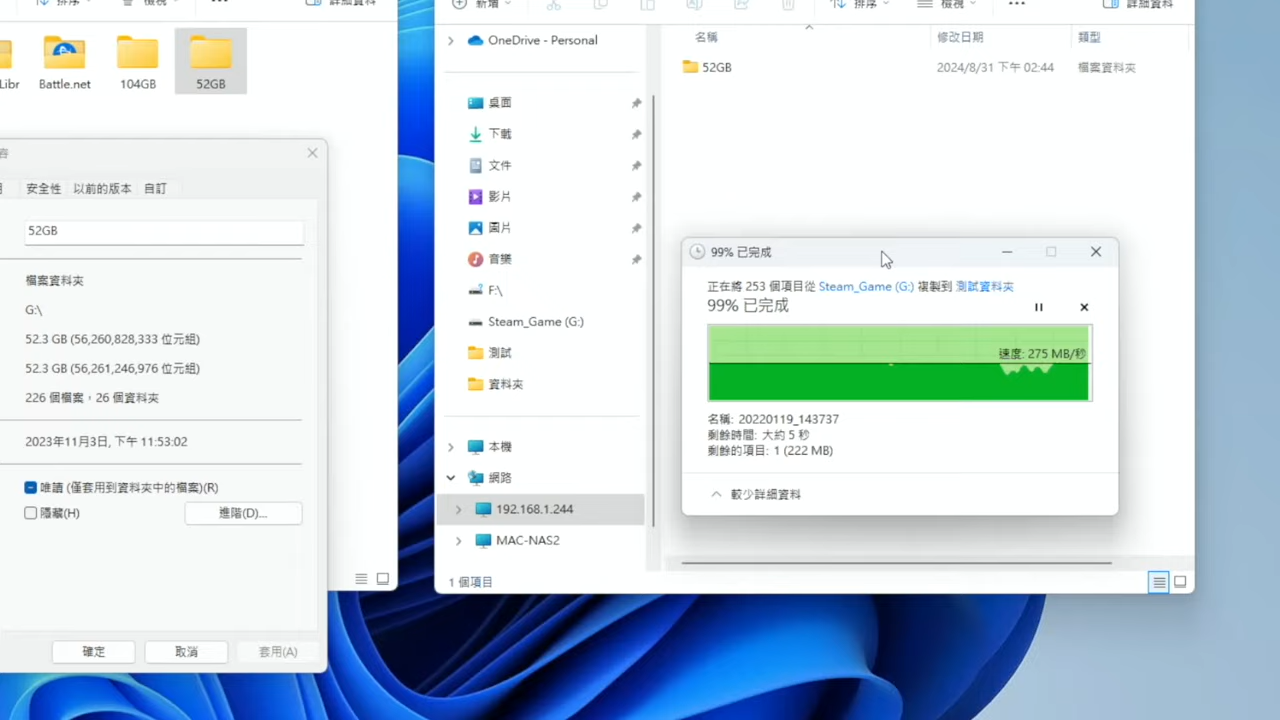 排序
檢視
詳細資料
Libr
Battle.net
104GB
52GB
容
安全性
以前的版本
自訂
52GB
檔案資料夾
G:\
52.3 GB (56,260,828,333 位元組)
52.3 GB (56,261,246,976 位元組)
226 個檔案，26 個資料夾
2023年11月3日, 下午 11:53:02
唯讀 (僅套用到資料夾中的檔案)(R)
隱藏(H)
進階(D)...
確定
取消
套用(A)
新增
排序
檢視
詳細資料
OneDrive - Personal
桌面
下載
文件
影片
圖片
音樂
F:\
Steam_Game (G:)
測試
資料夾
本機
網路
192.168.1.244
MAC-NAS2
1 個項目
名稱
修改日期
類型
52GB
2024/8/31 下午 02:44
檔案資料夾
99% 已完成
正在將 253 個項目從 Steam_Game (G:) 複製到 測試資料夾
99% 已完成
速度: 275 MB/秒
名稱: 20220119_143737
剩餘時間: 大約 5 秒
剩餘的項目: 1 (222 MB)
較少詳細資料